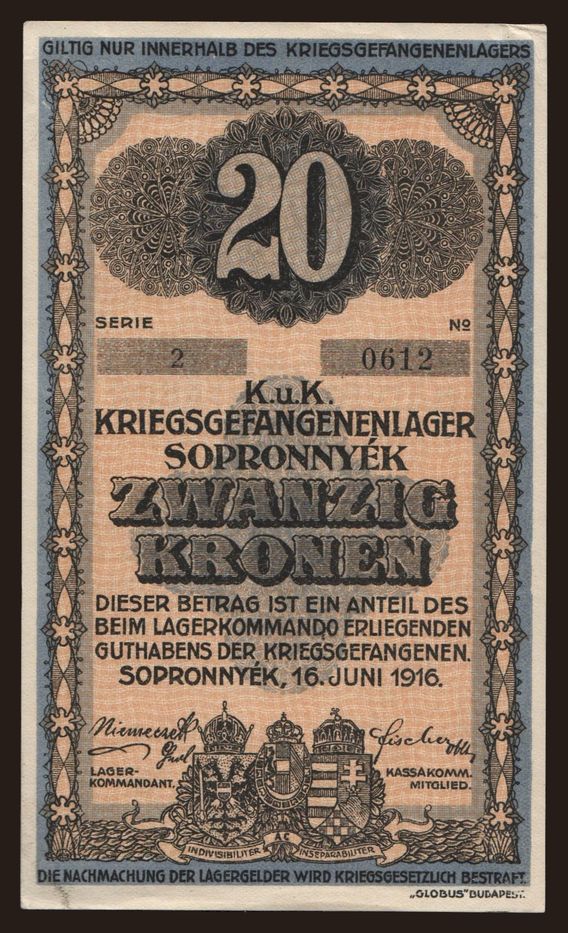 GILTIG NUR INNERHALB DES KRIEGSGEFANGENENLAGERS
20
SERIE Nº
2 0612
K.u.K.
KRIEGSGEFANGENENLAGER
SOPRONNYÉK
ZWANZIG
KRONEN
DIESER BETRAG IST EIN ANTEIL DES
BEIM LAGERKOMMANDO ERLIEGENDEN
GUTHABENS DER KRIEGSGEFANGENEN.
SOPRONNYÉK, 16. JUNI 1916.
LAGER-
KOMMANDANT.
Fischer
KASSAKOMM.
MITGLIED.
INDIVISIBILITER AC INSEPARABILITER
DIE NACHMACHUNG DER LAGERGELDER WIRD KRIEGSGESETZLICH BESTRAFT.
„GLOBUS" BUDAPEST.